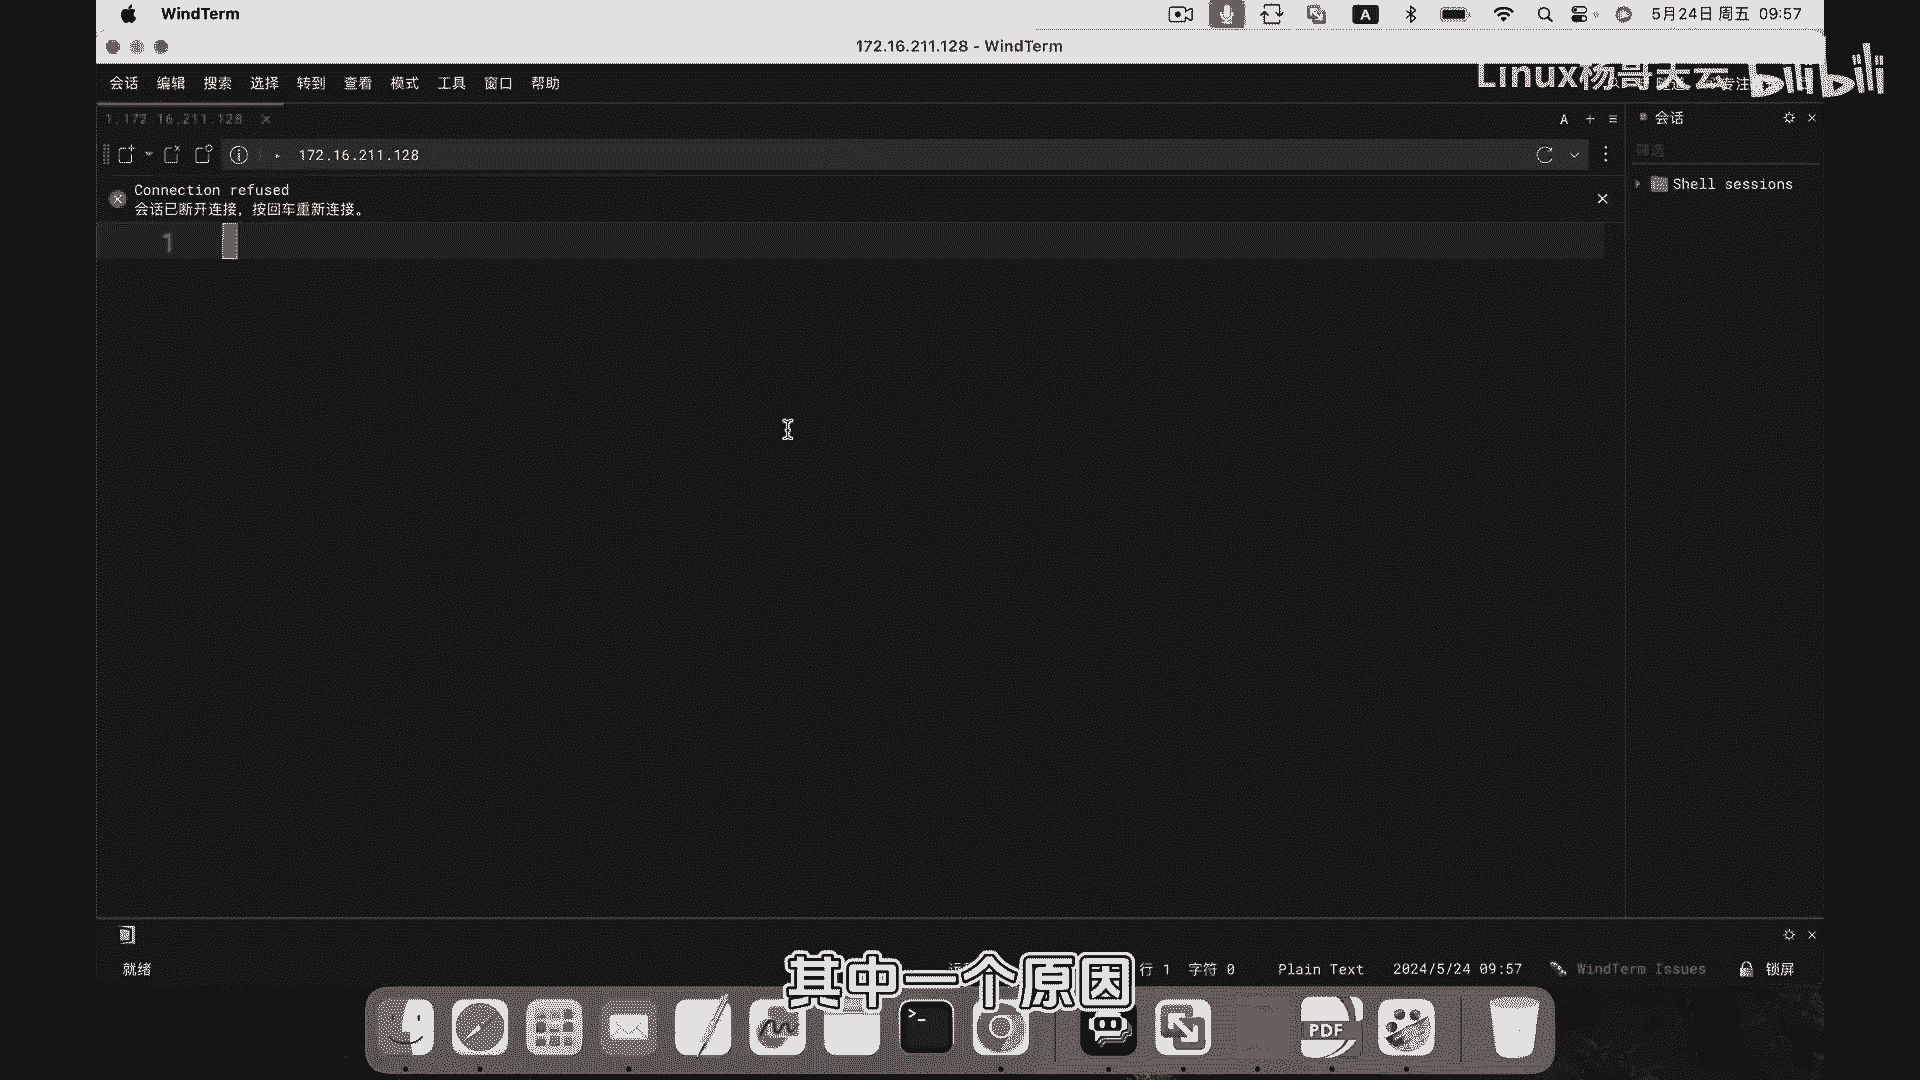 WindTerm
A
5月24日 周五 09:57
172.16.211.128 - WindTerm
会话 编辑 搜索 选择 转到 查看 模式 工具 窗口 帮助
Linux杨哥天云 bilibili
专注
1.172.16.211.128
A
会话
172.16.211.128
筛选
Connection refused
会话已断开连接，按回车重新连接。
Shell sessions
1
就绪
行 1 字符 0 Plain Text 2024/5/24 09:57 WindTerm Issues 锁屏
其中一个原因
PDF